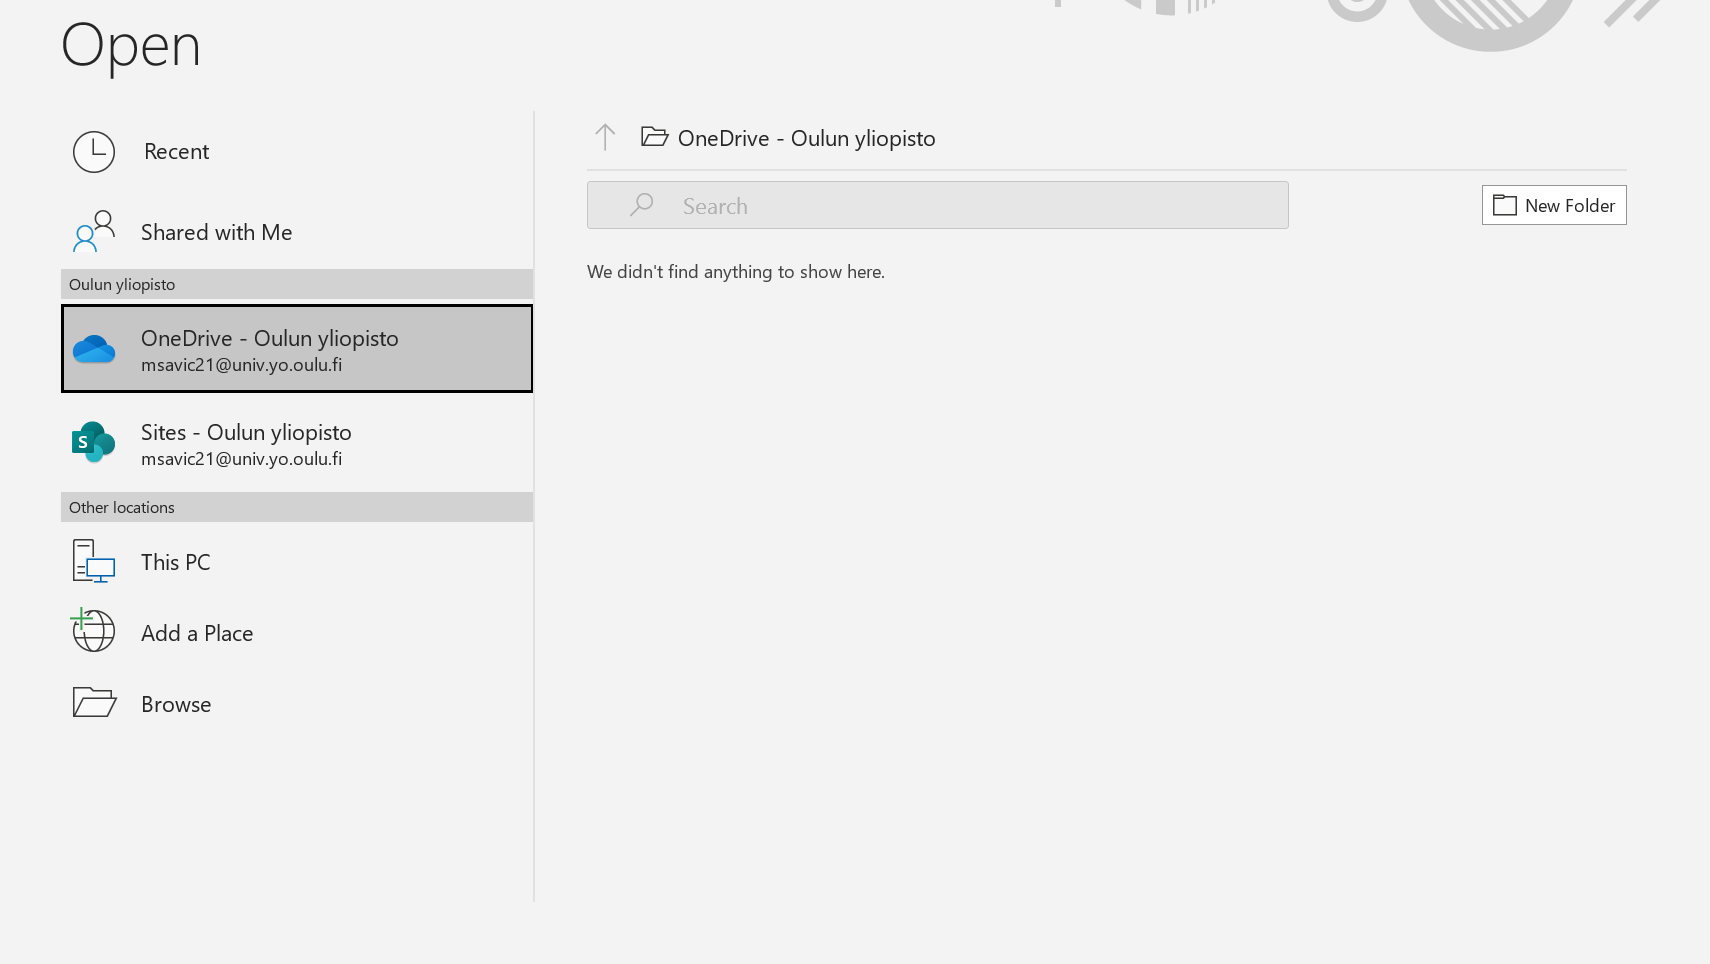 Open
Recent
Shared with Me
Oulun yliopisto
OneDrive - Oulun yliopisto
msavic21@univ.yo.oulu.fi
S
Sites - Oulun yliopisto
msavic21@univ.yo.oulu.fi
Other locations
This PC
Add a Place
Browse
OneDrive - Oulun yliopisto
Search
New Folder
We didn't find anything to show here.